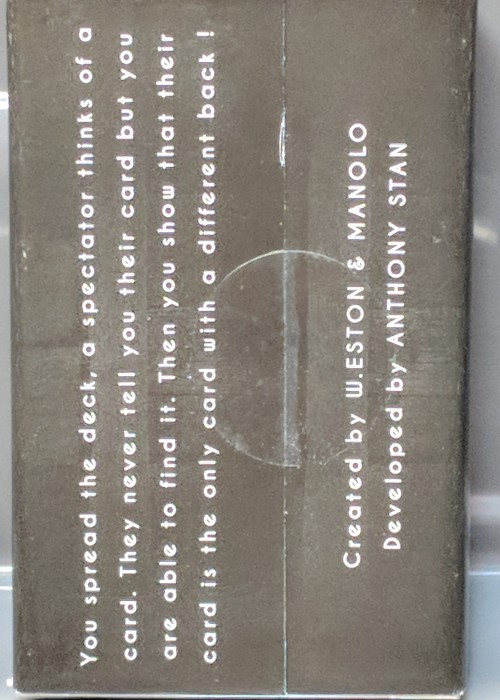 You spread the deck, a spectator thinks of a
card. They never tell you their card but you
are able to find it. Then you show that their
card is the only card with a different back !
Created by W.ESTON & MANOLO
Developed by ANTHONY STAN